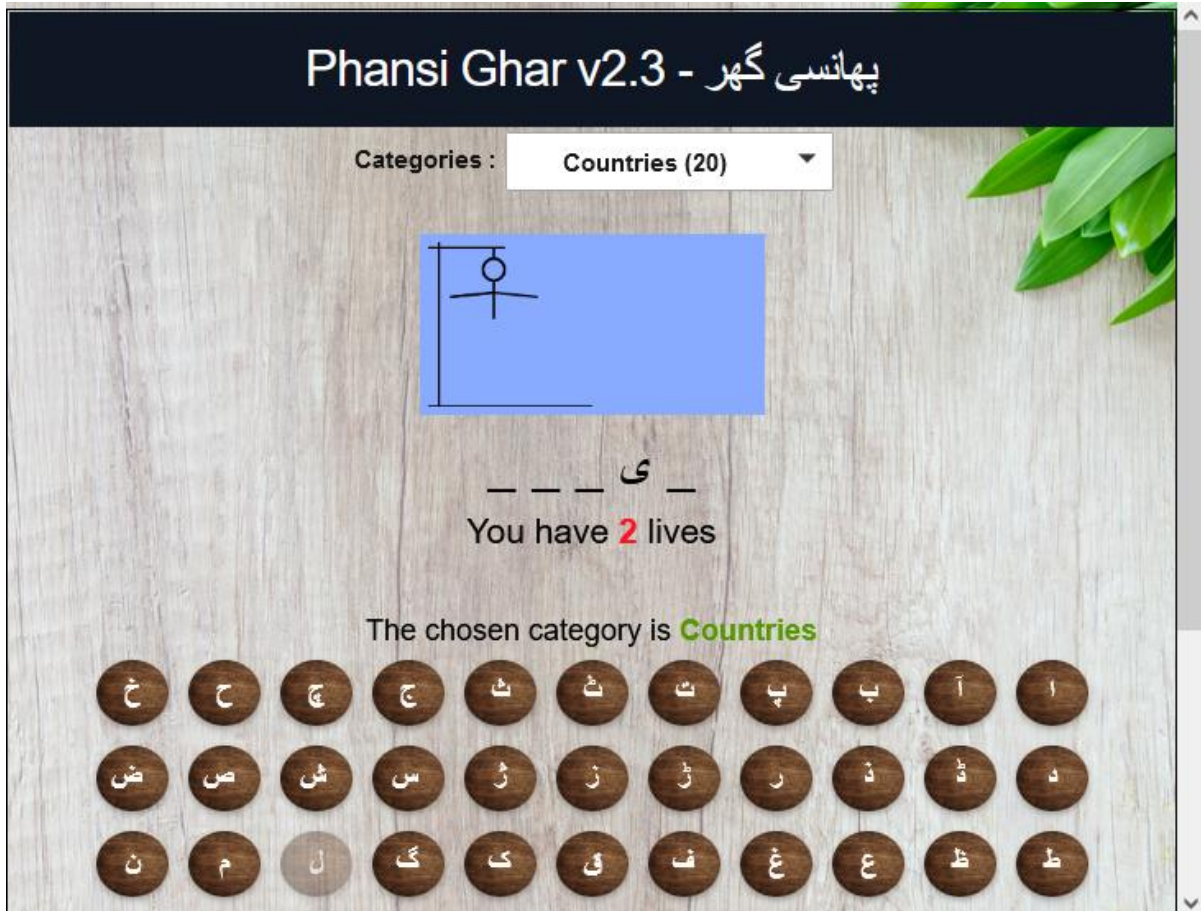 Phansi Ghar v2.3 - پھانسی گھر
Categories : Countries (20)
_ ی _ _ _
You have 2 lives
The chosen category is Countries
ا آ ب پ ت ٹ ث ج چ ح خ
د ڈ ذ ر ڑ ز ژ س ش ص ض
ط ظ ع غ ف ق ک گ ل م ن